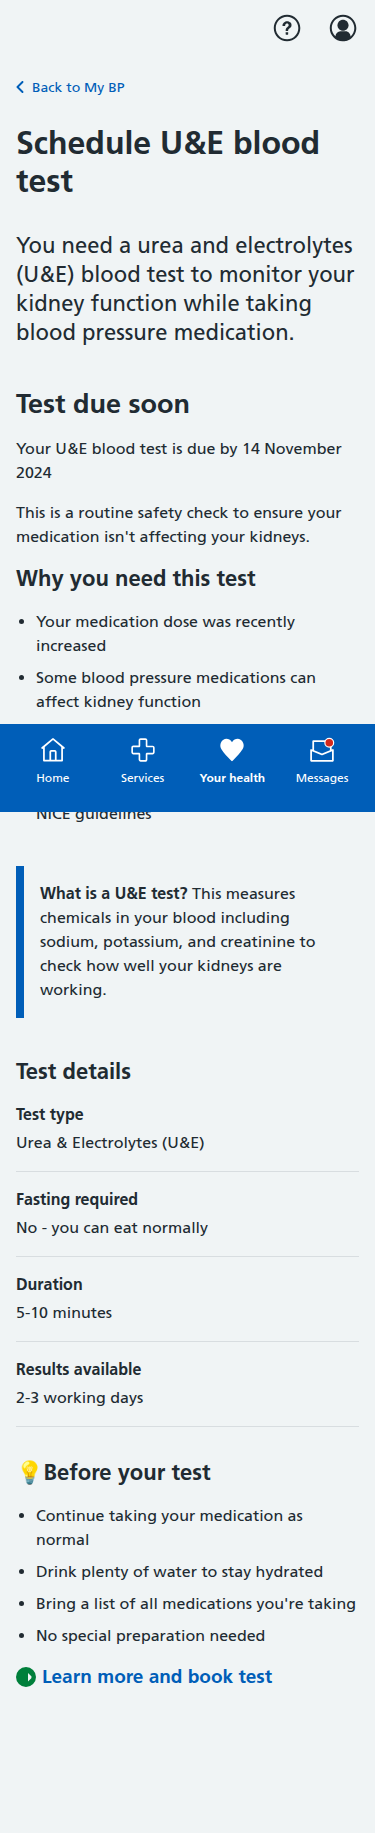 Back to My BP
Schedule U&E blood
test
You need a urea and electrolytes
(U&E) blood test to monitor your
kidney function while taking
blood pressure medication.
Test due soon
Your U&E blood test is due by 14 November
2024
This is a routine safety check to ensure your
medication isn't affecting your kidneys.
Why you need this test
Your medication dose was recently
increased
Some blood pressure medications can
affect kidney function
Home Services Your health Messages
NICE guidelines
What is a U&E test? This measures
chemicals in your blood including
sodium, potassium, and creatinine to
check how well your kidneys are
working.
Test details
Test type
Urea & Electrolytes (U&E)
Fasting required
No - you can eat normally
Duration
5-10 minutes
Results available
2-3 working days
Before your test
Continue taking your medication as
normal
Drink plenty of water to stay hydrated
Bring a list of all medications you're taking
No special preparation needed
Learn more and book test